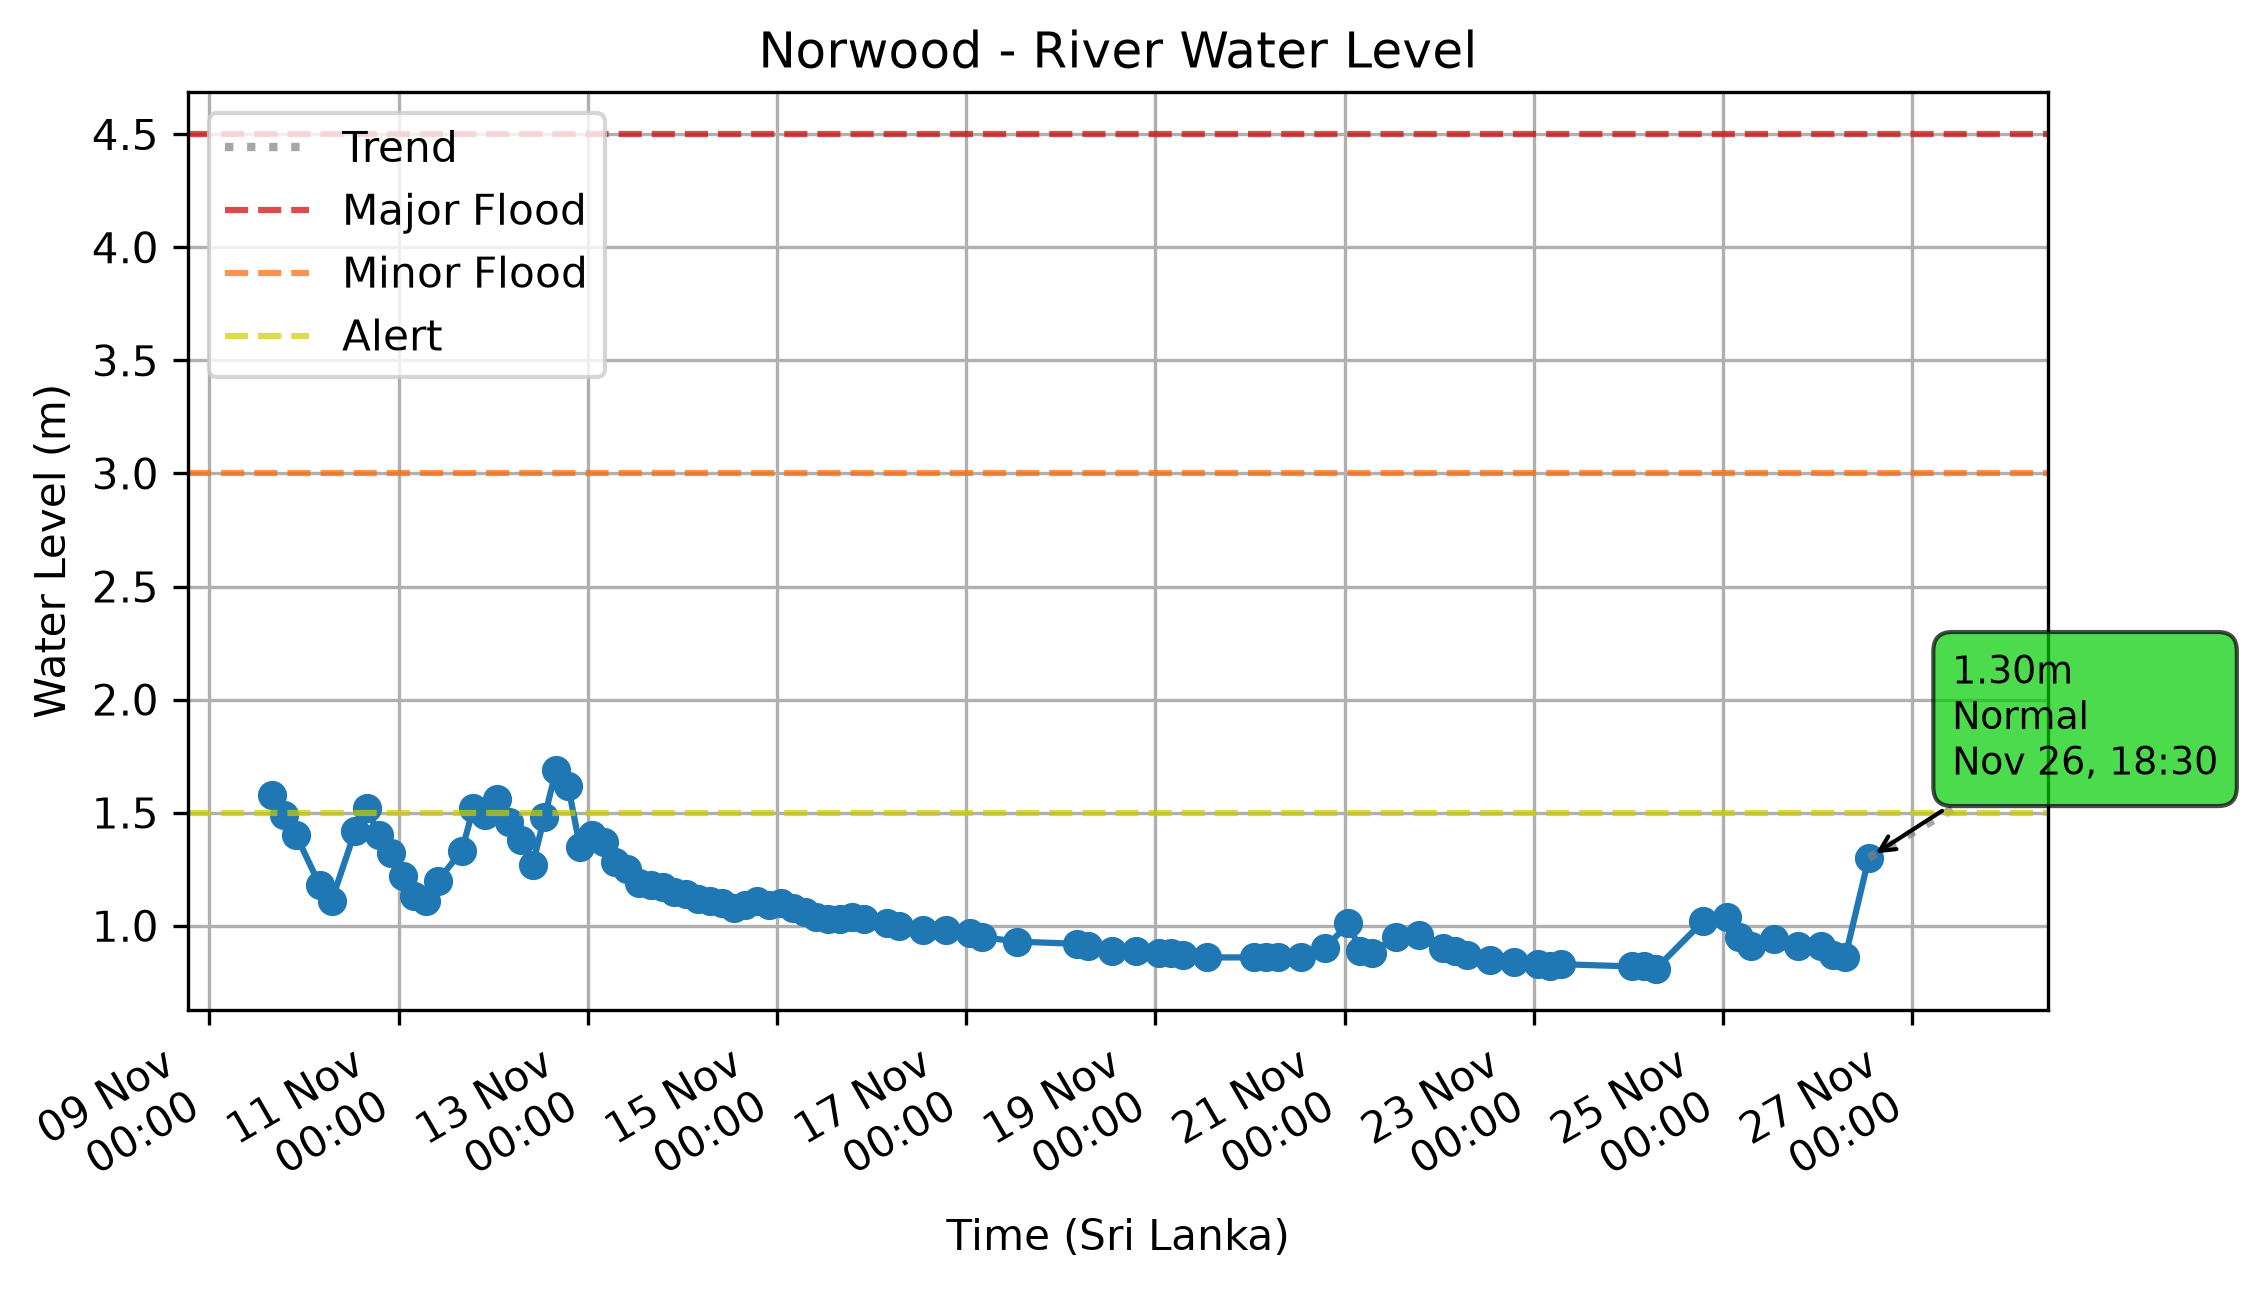 Norwood - River Water Level
Trend
Major Flood
Minor Flood
Alert
4.5
4.0
3.5
3.0
2.5
2.0
1.5
1.0
Water Level (m)
1.30m
Normal
Nov 26, 18:30
09 Nov
00:00
11 Nov
00:00
13 Nov
00:00
15 Nov
00:00
17 Nov
00:00
19 Nov
00:00
21 Nov
00:00
23 Nov
00:00
25 Nov
00:00
27 Nov
00:00
Time (Sri Lanka)